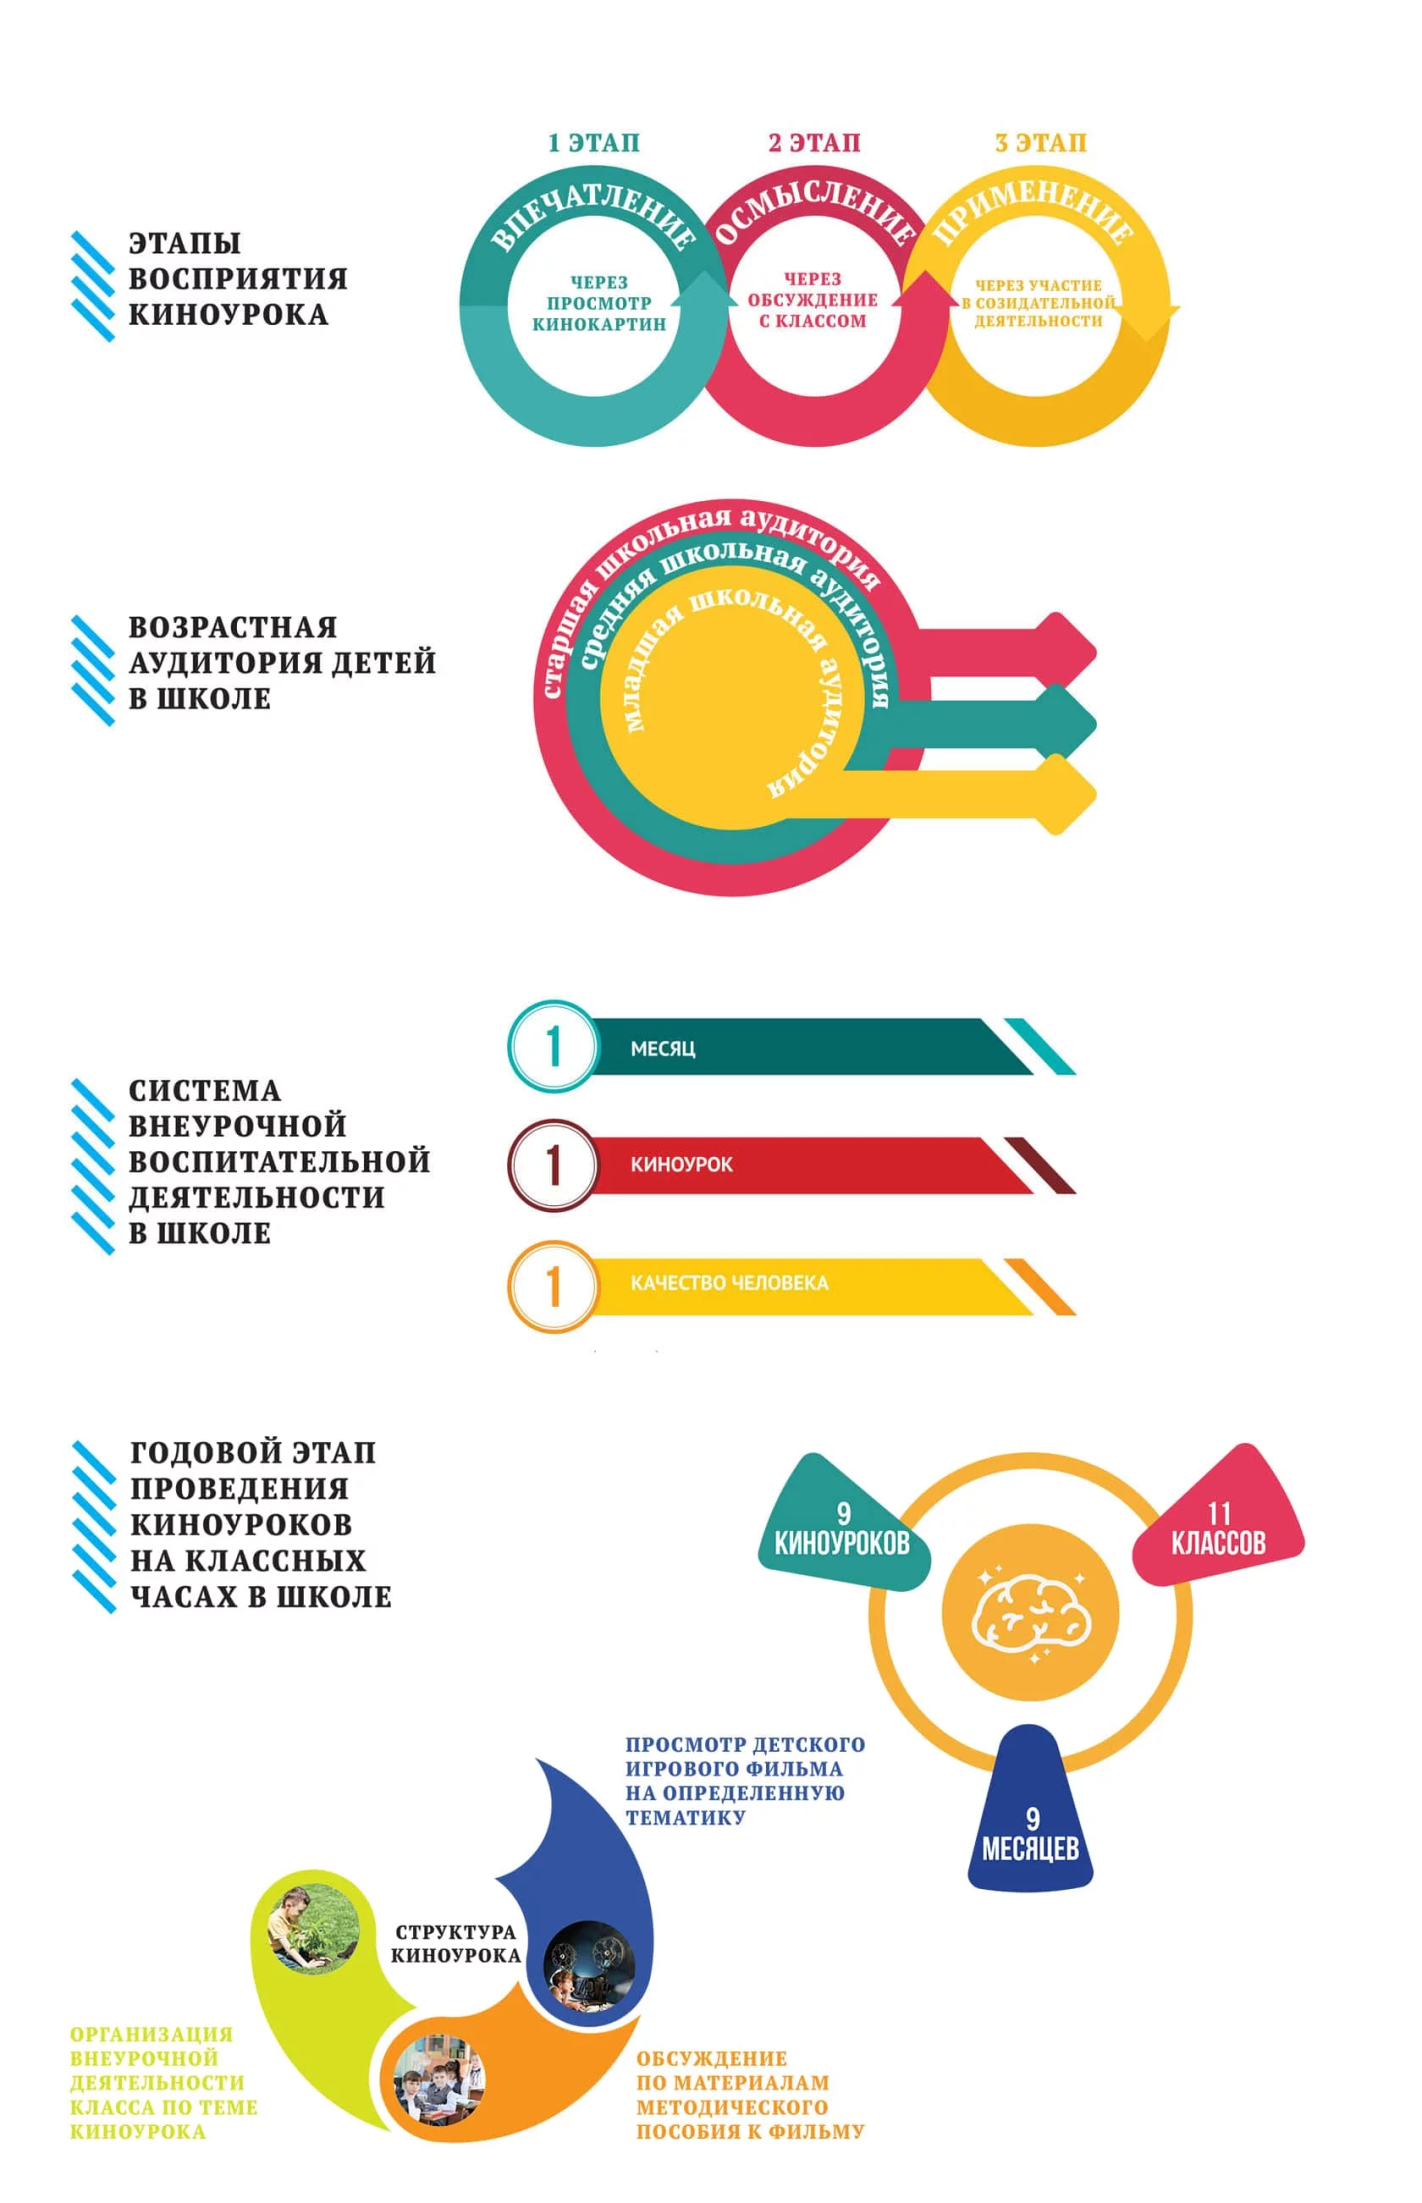 ЭТАПЫ
ВОСПРИЯТИЯ
КИНОУРОКА
1 ЭТАП
ВПЕЧАТЛЕНИЕ
ЧЕРЕЗ
ПРОСМОТР
КИНОКАРТИН
2 ЭТАП
ОСМЫСЛЕНИЕ
ЧЕРЕЗ
ОБСУЖДЕНИЕ
С КЛАССОМ
3 ЭТАП
ПРИМЕНЕНИЕ
ЧЕРЕЗ УЧАСТИЕ
В СОЗИДАТЕЛЬНОЙ
ДЕЯТЕЛЬНОСТИ
ВОЗРАСТНАЯ
АУДИТОРИЯ ДЕТЕЙ
В ШКОЛЕ
старшая школьная аудитория
средняя школьная аудитория
младшая школьная аудитория
СИСТЕМА
ВНЕУРОЧНОЙ
ВОСПИТАТЕЛЬНОЙ
ДЕЯТЕЛЬНОСТИ
В ШКОЛЕ
1 МЕСЯЦ
1 КИНОУРОК
1 КАЧЕСТВО ЧЕЛОВЕКА
ГОДОВОЙ ЭТАП
ПРОВЕДЕНИЯ
КИНОУРОКОВ
НА КЛАССНЫХ
ЧАСАХ В ШКОЛЕ
9
КИНОУРОКОВ
11
КЛАССОВ
9
МЕСЯЦЕВ
ПРОСМОТР ДЕТСКОГО
ИГРОВОГО ФИЛЬМА
НА ОПРЕДЕЛЕННУЮ
ТЕМАТИКУ
СТРУКТУРА
КИНОУРОКА
ОРГАНИЗАЦИЯ
ВНЕУРОЧНОЙ
ДЕЯТЕЛЬНОСТИ
КЛАССА ПО ТЕМЕ
КИНОУРОКА
ОБСУЖДЕНИЕ
ПО МАТЕРИАЛАМ
МЕТОДИЧЕСКОГО
ПОСОБИЯ К ФИЛЬМУ